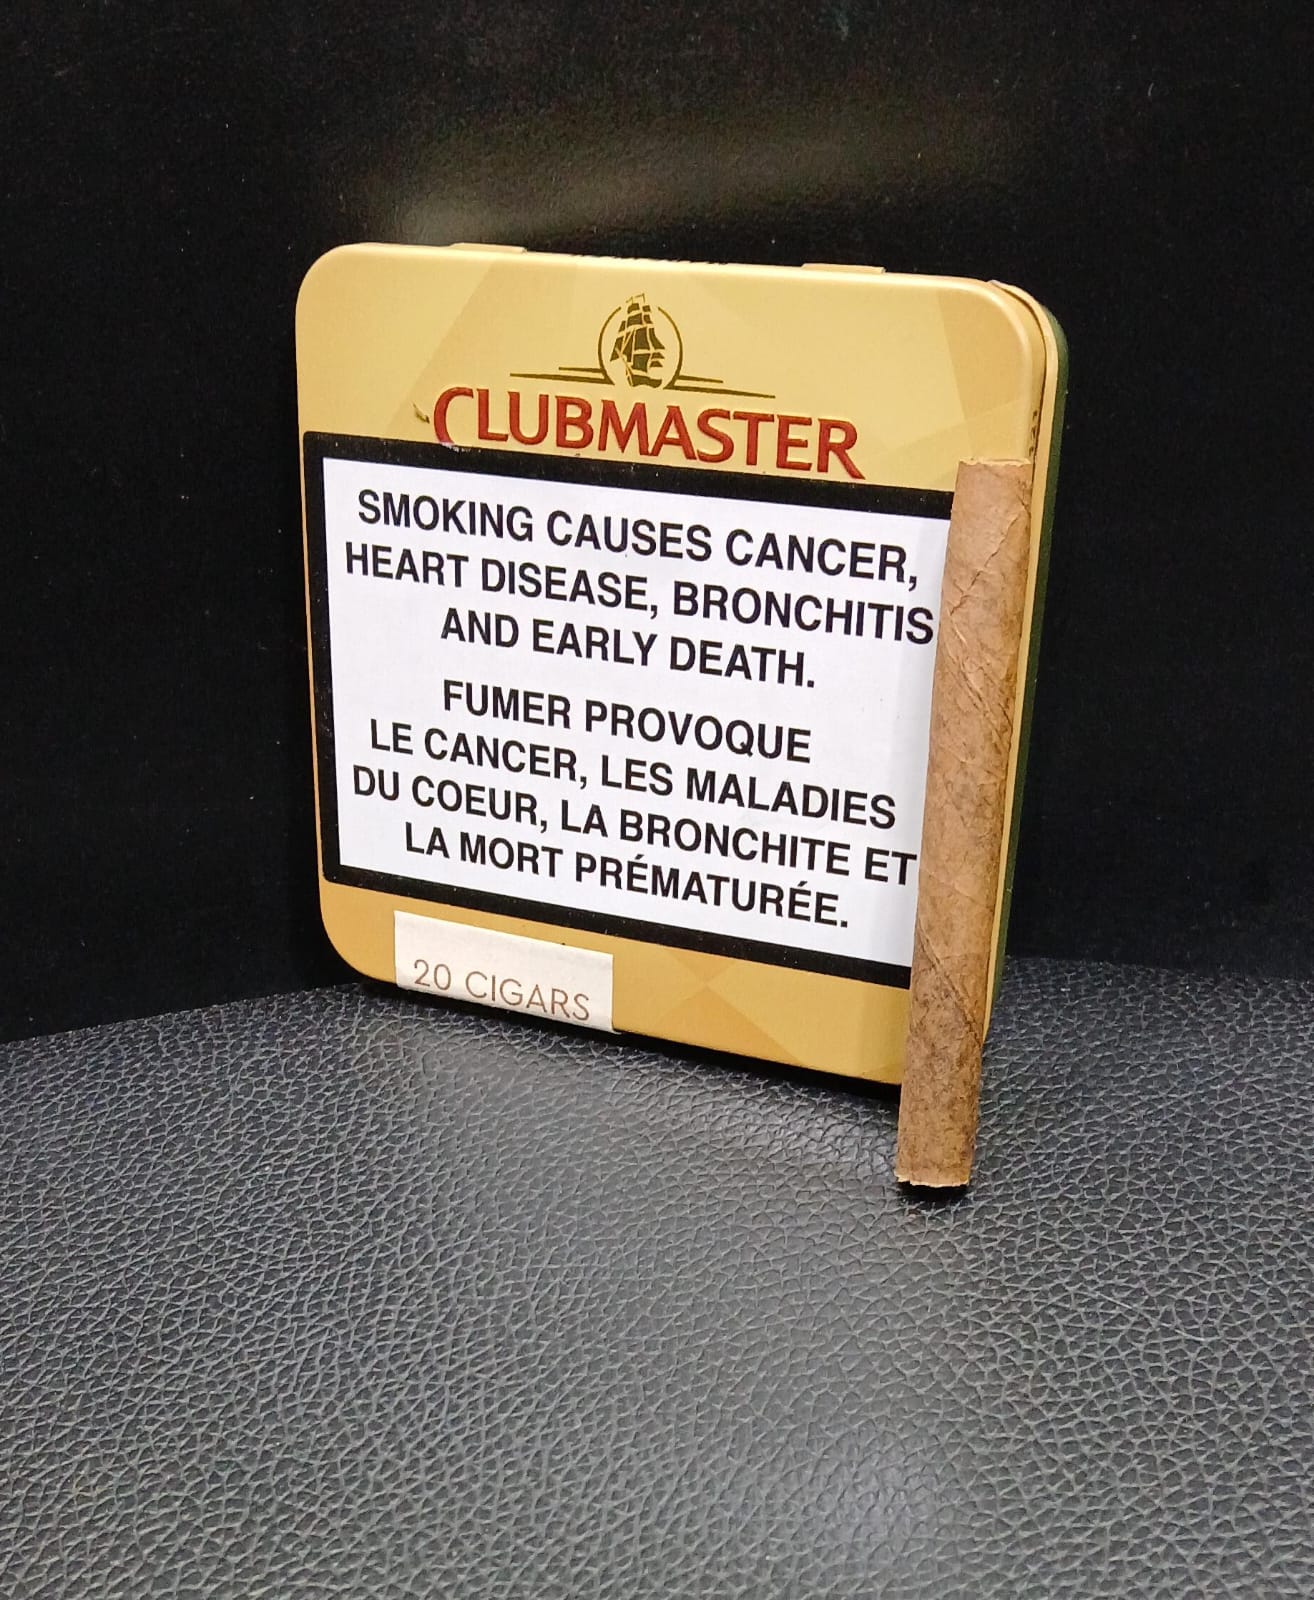 CLUBMASTER
SMOKING CAUSES CANCER,
HEART DISEASE, BRONCHITIS
AND EARLY DEATH.
FUMER PROVOQUE
LE CANCER, LES MALADIES
DU COEUR, LA BRONCHITE ET
LA MORT PRÉMATURÉE.
20 CIGARS